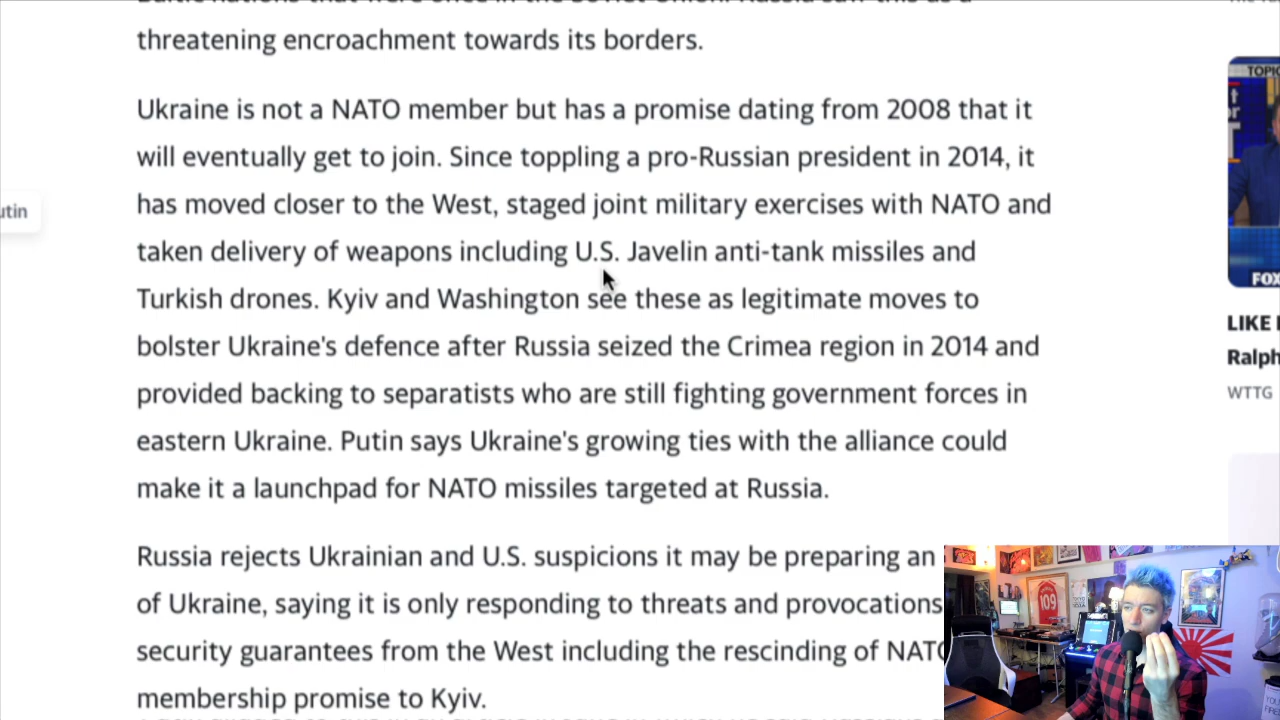 threatening encroachment towards its borders.
Ukraine is not a NATO member but has a promise dating from 2008 that it
will eventually get to join. Since toppling a pro-Russian president in 2014, it
has moved closer to the West, staged joint military exercises with NATO and
taken delivery of weapons including U.S. Javelin anti-tank missiles and
Turkish drones. Kyiv and Washington see these as legitimate moves to
bolster Ukraine's defence after Russia seized the Crimea region in 2014 and
provided backing to separatists who are still fighting government forces in
eastern Ukraine. Putin says Ukraine's growing ties with the alliance could
make it a launchpad for NATO missiles targeted at Russia.
Russia rejects Ukrainian and U.S. suspicions it may be preparing an
of Ukraine, saying it is only responding to threats and provocations
security guarantees from the West including the rescinding of NATO
membership promise to Kyiv.
utin
TOPIC
FOX
LIKE
Ralph
WTTG
109